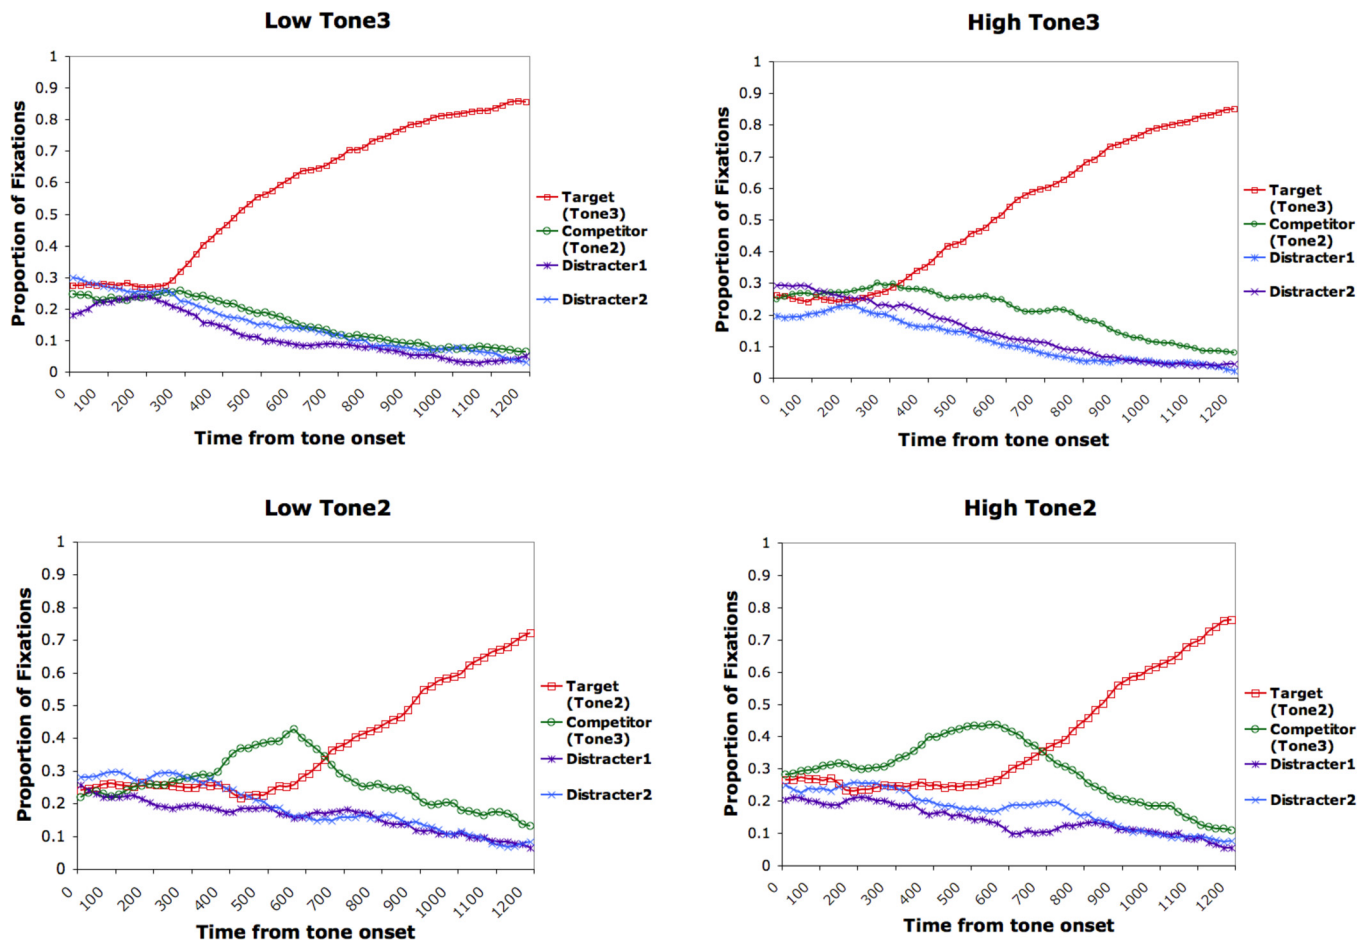 Low Tone3
Proportion of Fixations
1
0.9
0.8
0.7
0.6
0.5
0.4
0.3
0.2
0.1
0
0 100 200 300 400 500 600 700 800 900 1000 1100 1200
Time from tone onset
Target
(Tone3)
Competitor
(Tone2)
Distracter1
Distracter2
High Tone3
Proportion of Fixations
1
0.9
0.8
0.7
0.6
0.5
0.4
0.3
0.2
0.1
0
0 100 200 300 400 500 600 700 800 900 1000 1100 1200
Time from tone onset
Target
(Tone3)
Competitor
(Tone2)
Distracter1
Distracter2
Low Tone2
Proportion of Fixations
1
0.9
0.8
0.7
0.6
0.5
0.4
0.3
0.2
0.1
0
0 100 200 300 400 500 600 700 800 900 1000 1100 1200
Time from tone onset
Target
(Tone2)
Competitor
(Tone3)
Distracter1
Distracter2
High Tone2
Proportion of Fixations
1
0.9
0.8
0.7
0.6
0.5
0.4
0.3
0.2
0.1
0
0 100 200 300 400 500 600 700 800 900 1000 1100 1200
Time from tone onset
Target
(Tone2)
Competitor
(Tone3)
Distracter1
Distracter2